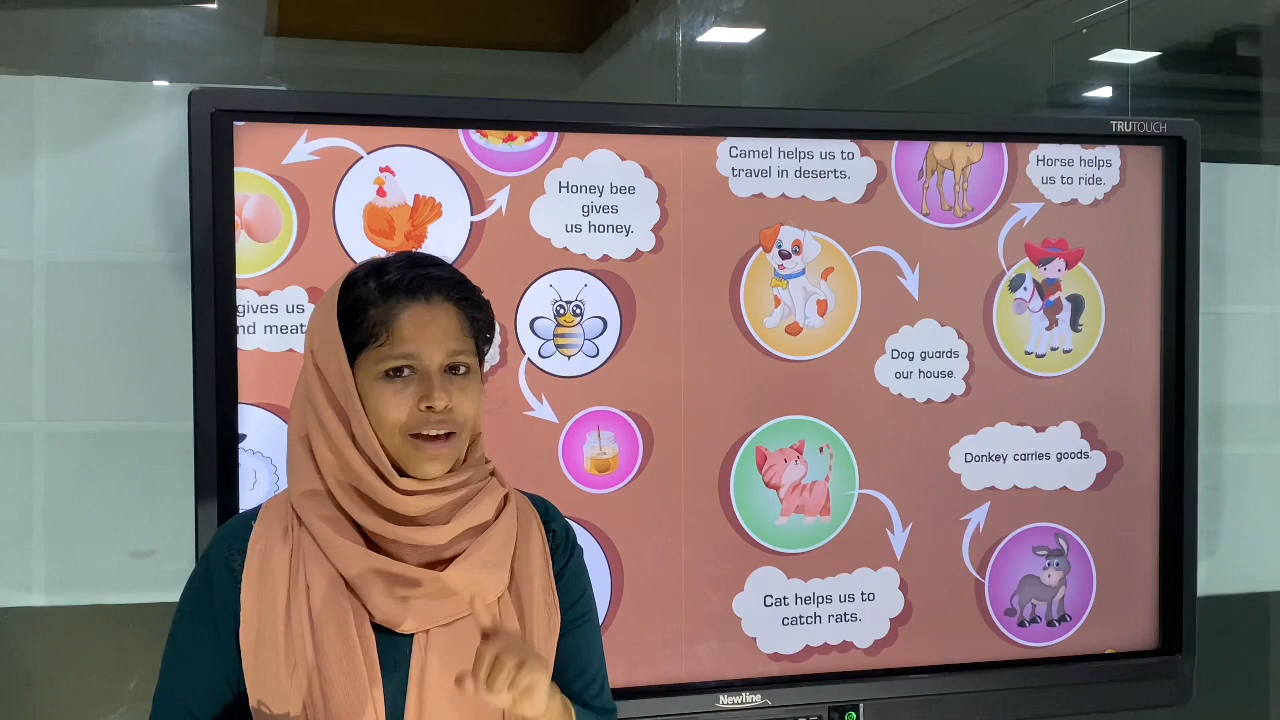 TRUTOUCH
Honey bee
gives
us honey.
gives us
nd meat
Camel helps us to
travel in deserts.
Horse helps
us to ride.
Dog guards
our house.
Donkey carries goods.
Cat helps us to
catch rats.
Newline